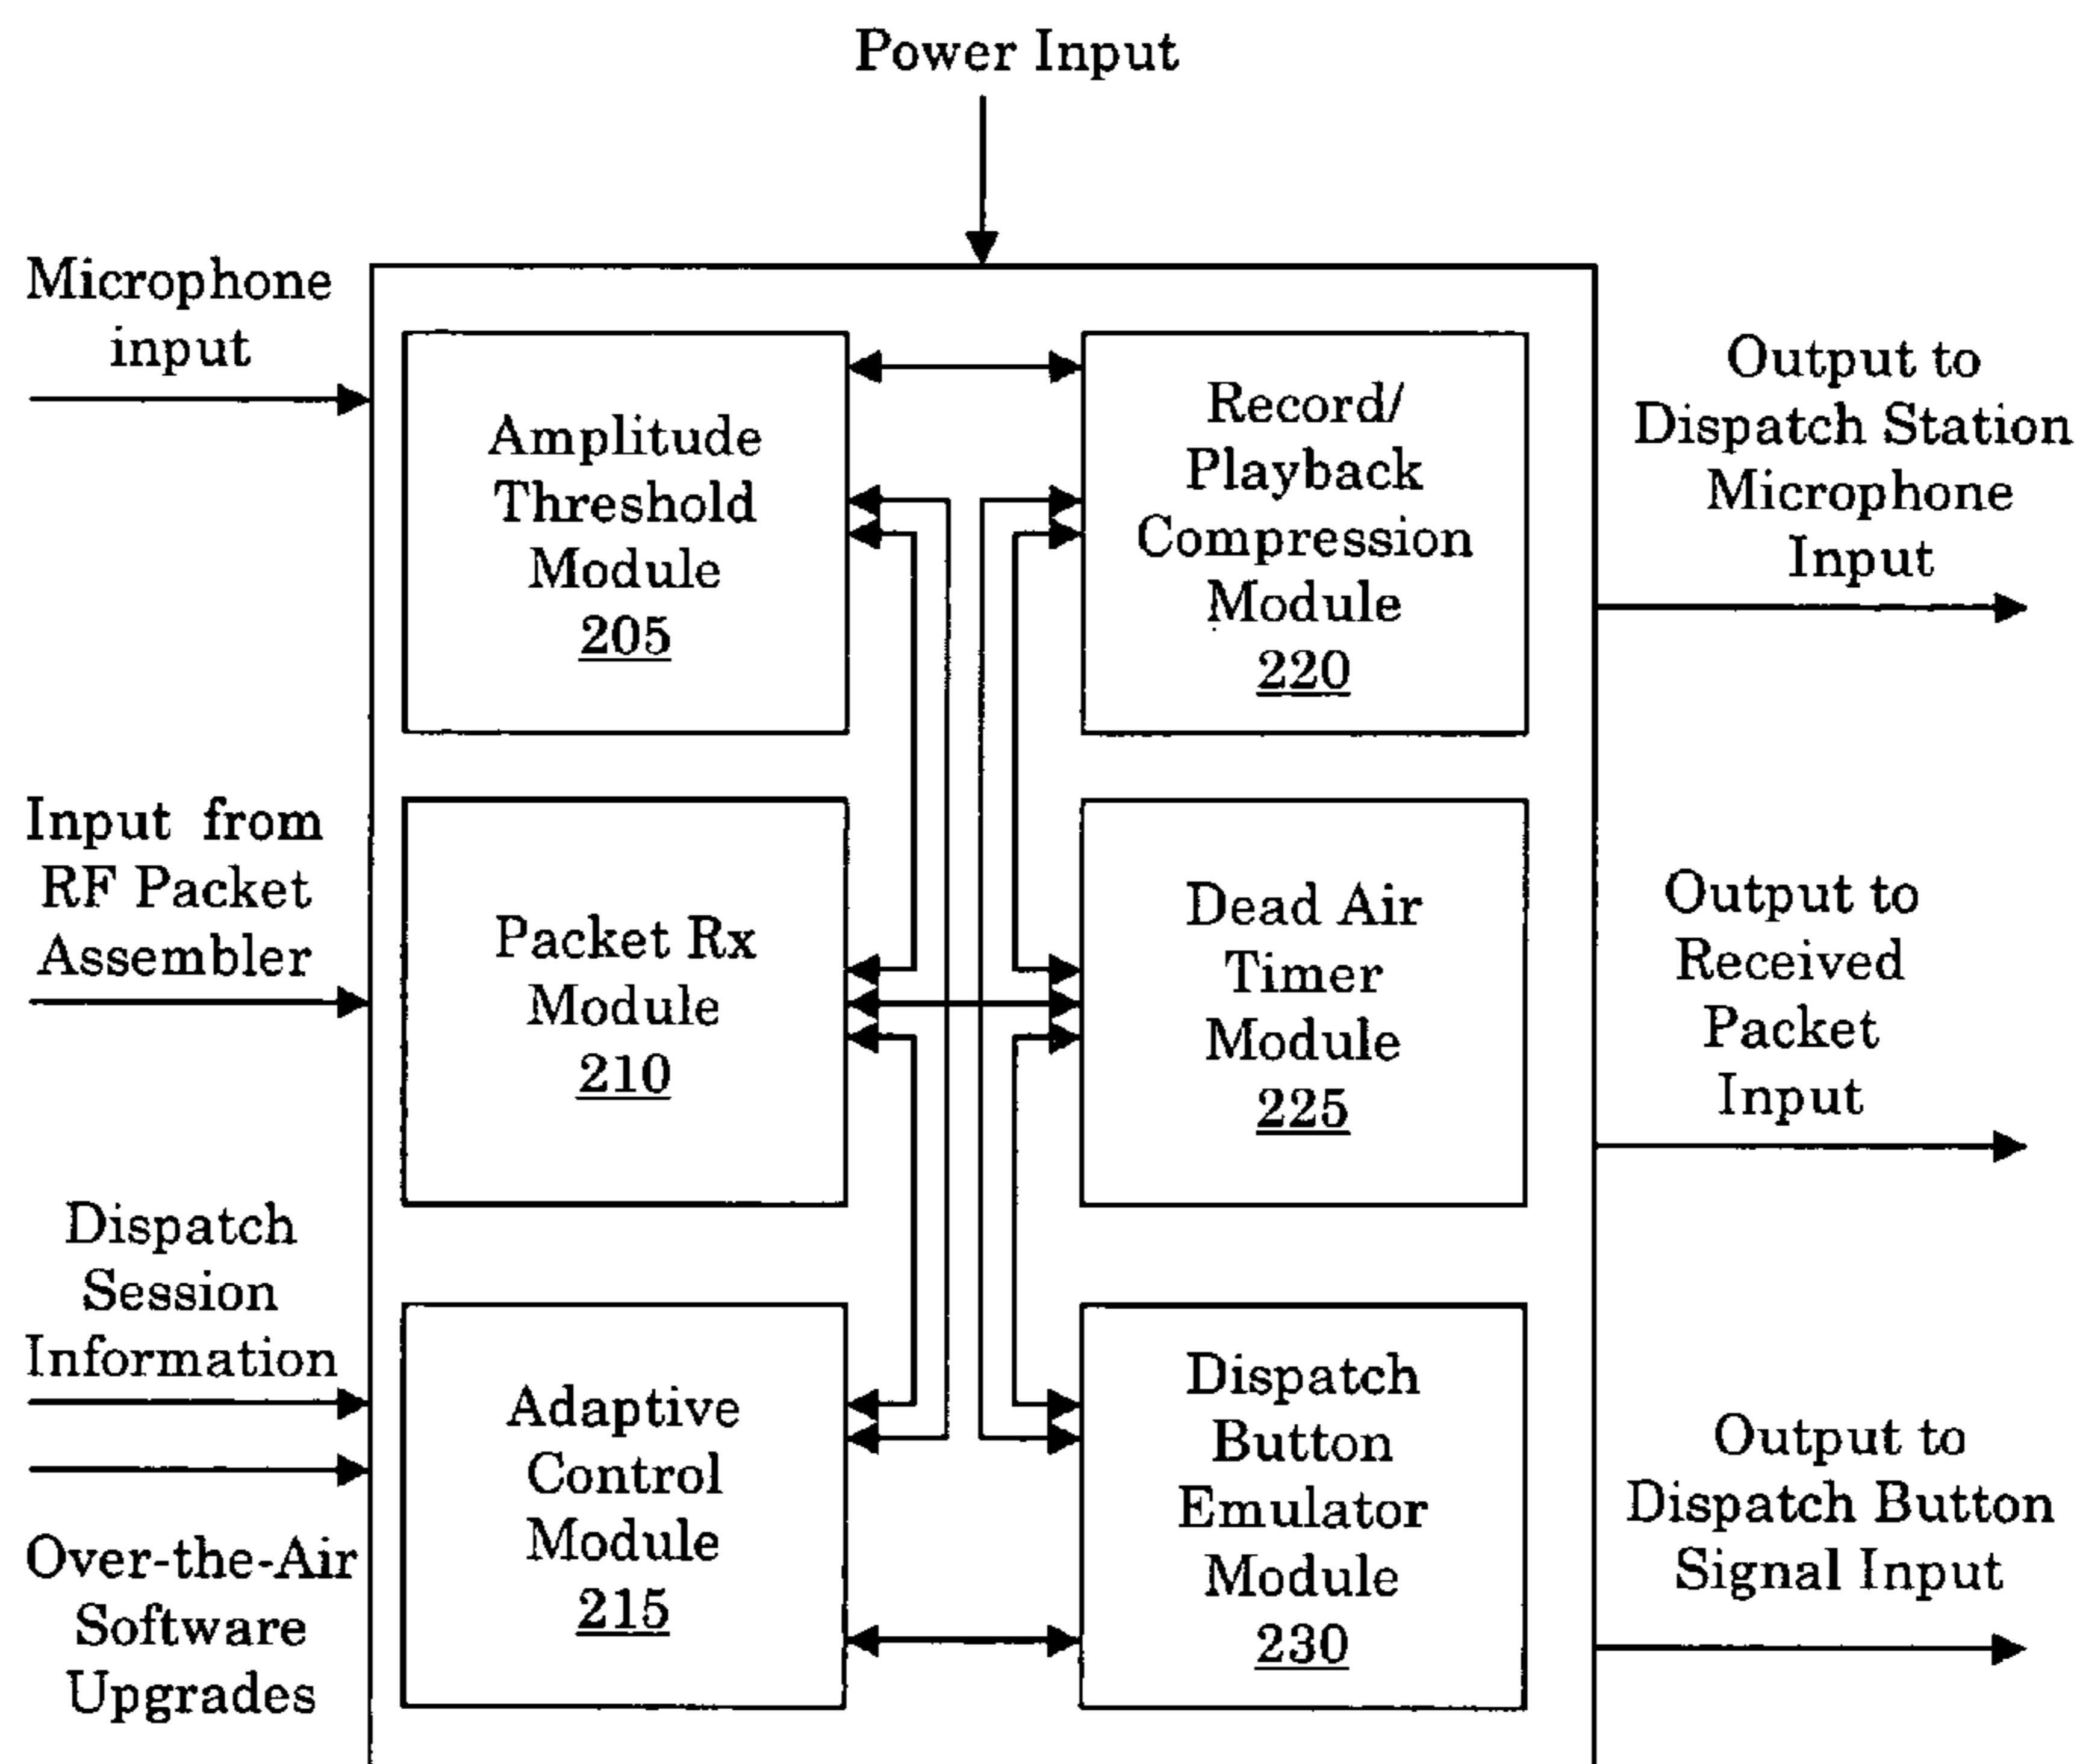 Power Input
Microphone
input
Amplitude
Threshold
Module
205
Record/
Playback
Compression
Module
220
Output to
Dispatch Station
Microphone
Input
Input from
RF Packet
Assembler
Packet Rx
Module
210
Dead Air
Timer
Module
225
Output to
Received
Packet
Input
Dispatch
Session
Information
Over-the-Air
Software
Upgrades
Adaptive
Control
Module
215
Dispatch
Button
Emulator
Module
230
Output to
Dispatch Button
Signal Input